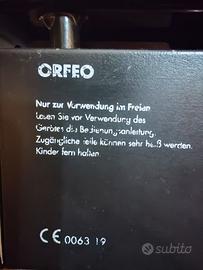 ORFEO
Nur zur Verwendung im Freien
Lesen Sie vor Verwendung des
Gerätes die Bedienungsanleitung.
Zugängliche Teile können sehr heiß werden.
Kinder fern halten.
CE 0063 19
subito